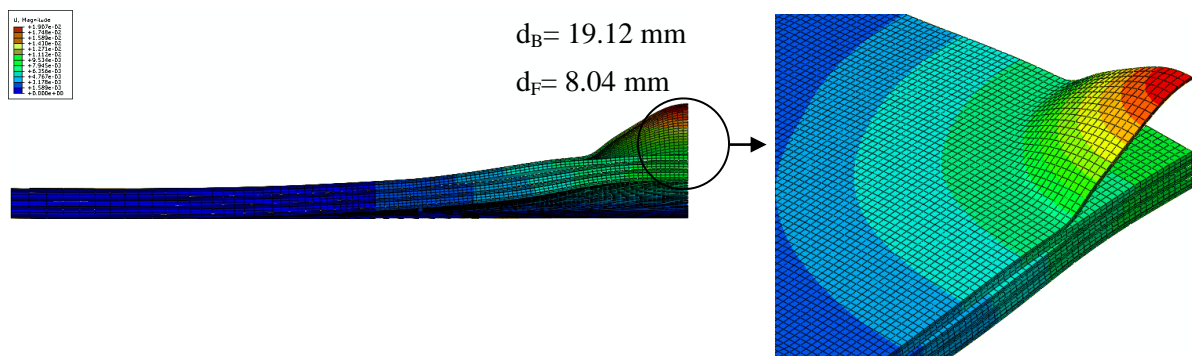 U, Magnitude
+1.907e-02
+1.748e-02
+1.589e-02
+1.430e-02
+1.271e-02
+1.112e-02
+9.534e-03
+7.945e-03
+6.356e-03
+4.767e-03
+3.178e-03
+1.589e-03
+0.000e+00
dB= 19.12 mm
dF= 8.04 mm